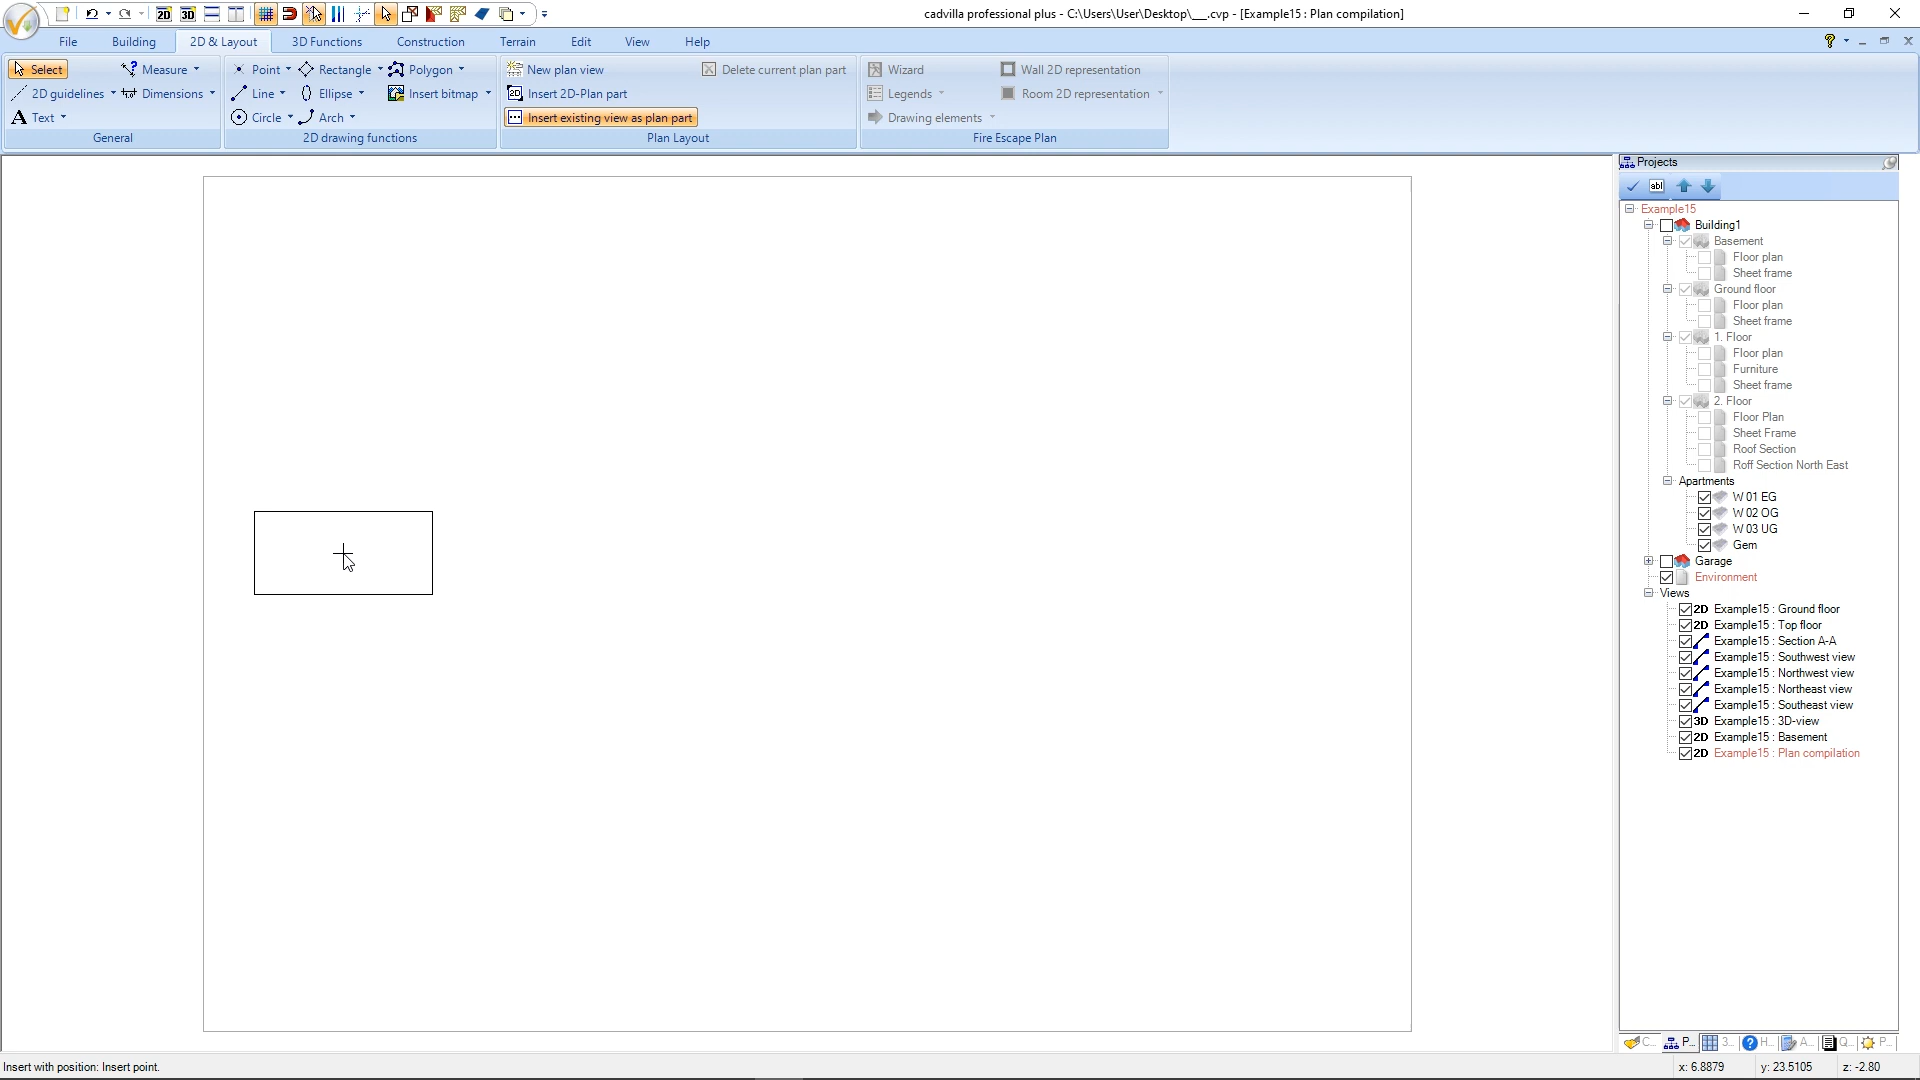 2D 3D
cadvilla professional plus - C:\Users\User\Desktop\___.cvp - [Example15 : Plan compilation]
File Building 2D & Layout 3D Functions Construction Terrain Edit View Help
Select Measure Point Rectangle Polygon New plan view Delete current plan part Wizard Wall 2D representation
2D guidelines Dimensions Line Ellipse Insert bitmap Insert 2D-Plan part Legends Room 2D representation
Text Circle Arch Insert existing view as plan part Drawing elements
General 2D drawing functions Plan Layout Fire Escape Plan
Projects
abl
Example15
Building1
Basement
Floor plan
Sheet frame
Ground floor
Floor plan
Sheet frame
1. Floor
Floor plan
Furniture
Sheet frame
2. Floor
Floor Plan
Sheet Frame
Roof Section
Roff Section North East
Apartments
W 01 EG
W 02 OG
W 03 UG
Gem
Garage
Environment
Views
2D Example15 : Ground floor
2D Example15 : Top floor
Example15 : Section A-A
Example15 : Southwest view
Example15 : Northwest view
Example15 : Northeast view
Example15 : Southeast view
3D Example15 : 3D-view
2D Example15 : Basement
2D Example15 : Plan compilation
C... P... 3... H... A... Q... P...
Insert with position: Insert point.
x: 6.8879 y: 23.5105 z: -2.80